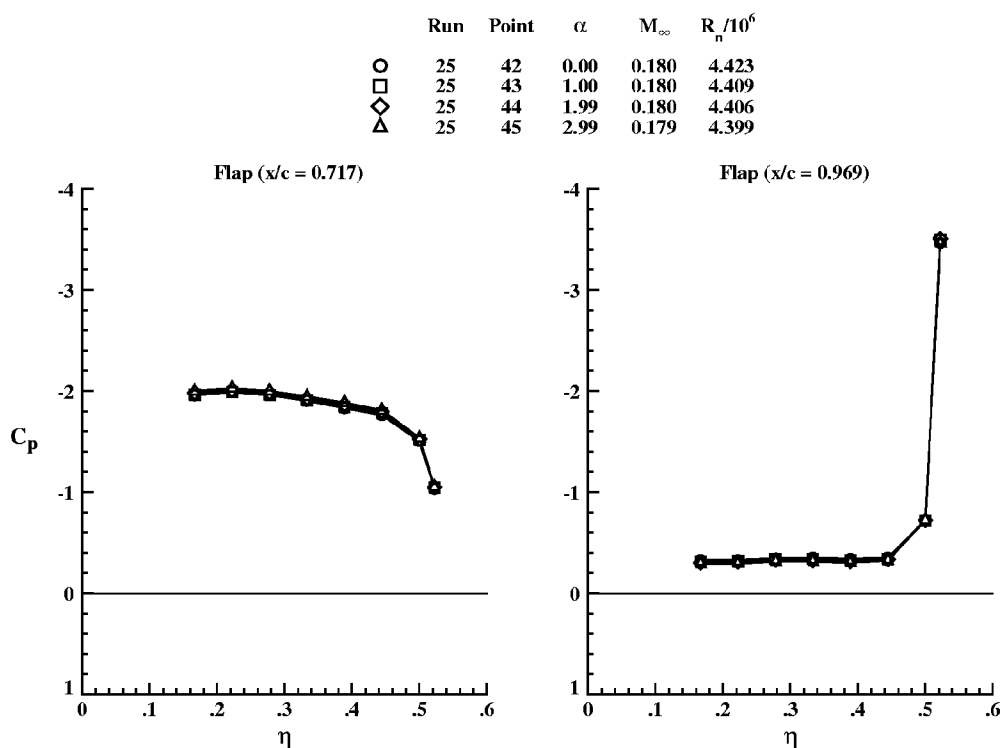 Run Point α M∞ Rn/10^6
25 42 0.00 0.180 4.423
25 43 1.00 0.180 4.409
25 44 1.99 0.180 4.406
25 45 2.99 0.179 4.399
Flap (x/c = 0.717)
-4
-3
-2
Cp
-1
0
1
0 .1 .2 .3 .4 .5 .6
η
Flap (x/c = 0.969)
-4
-3
-2
-1
0
1
0 .1 .2 .3 .4 .5 .6
η